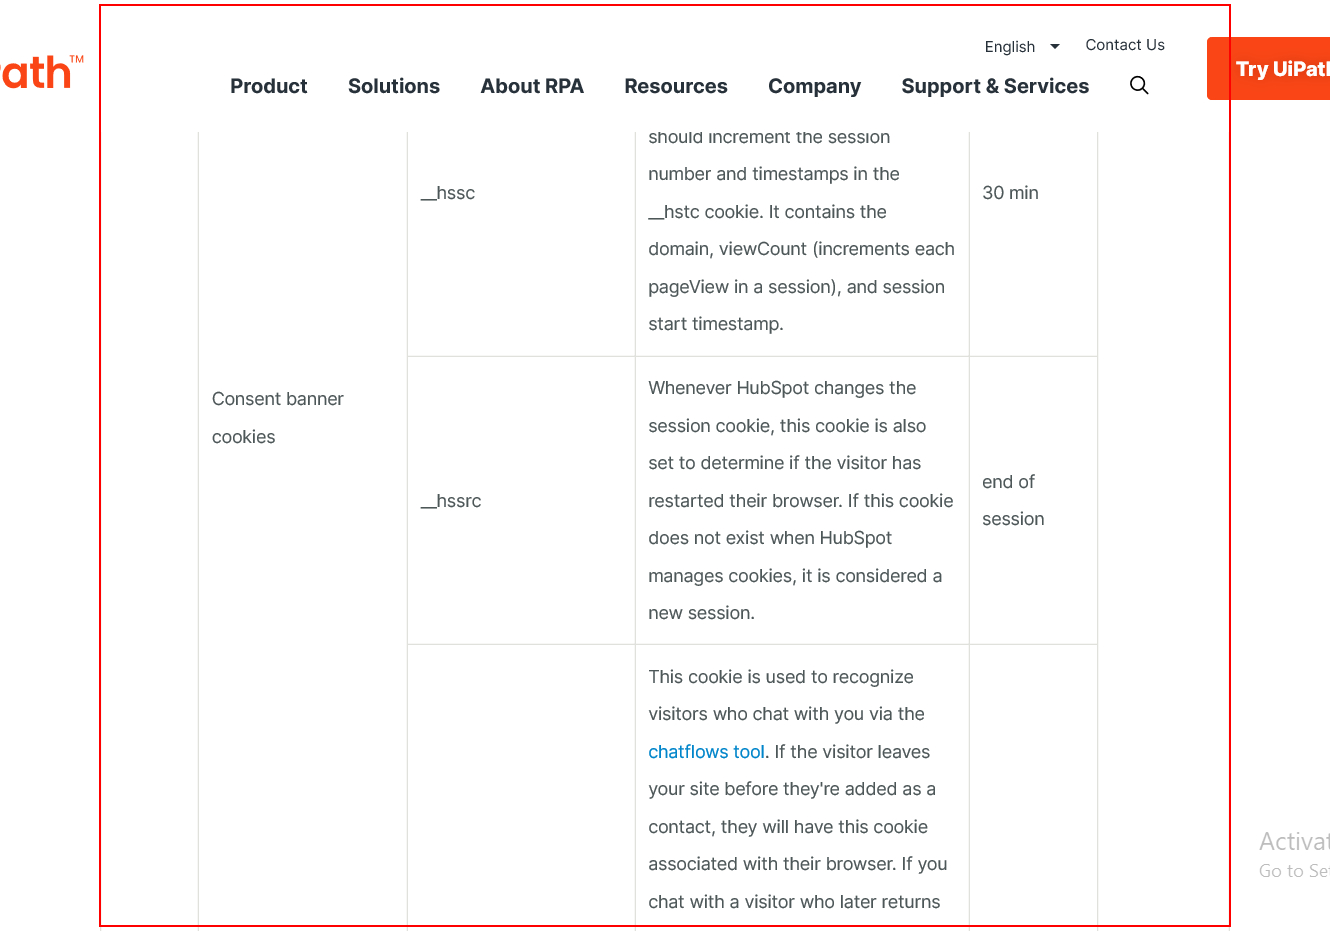 English
Contact Us
ath™
Product
Solutions
About RPA
Resources
Company
Support & Services
Try UiPath
should increment the session
__hssc
number and timestamps in the
30 min
__hstc cookie. It contains the
domain, viewCount (increments each
pageView in a session), and session
start timestamp.
Consent banner
cookies
__hssrc
Whenever HubSpot changes the
session cookie, this cookie is also
set to determine if the visitor has
restarted their browser. If this cookie
does not exist when HubSpot
manages cookies, it is considered a
new session.
end of
session
This cookie is used to recognize
visitors who chat with you via the
chatflows tool. If the visitor leaves
your site before they're added as a
contact, they will have this cookie
associated with their browser. If you
chat with a visitor who later returns
Activat
Go to Se